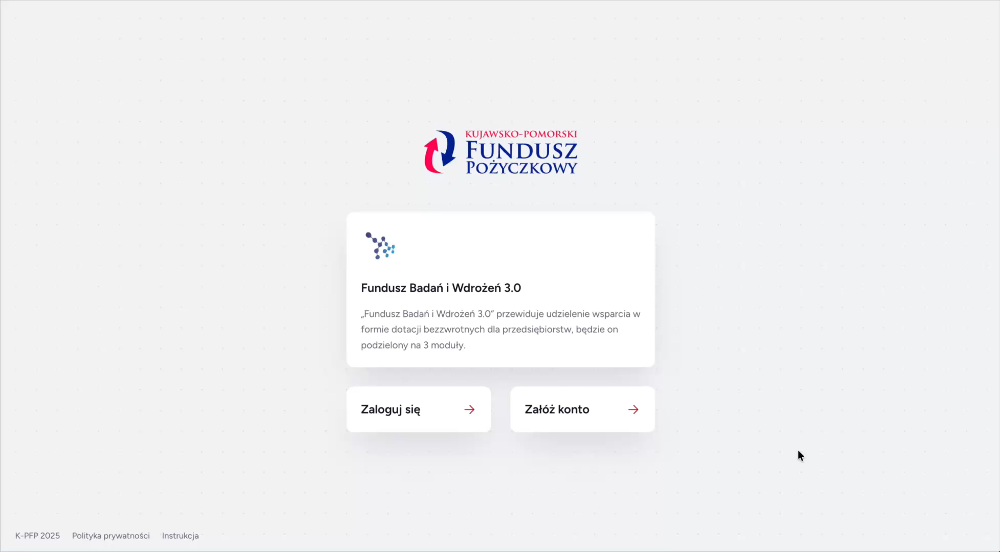 KUJAWSKO-POMORSKI
FUNDUSZ
POŻYCZKOWY
Fundusz Badań i Wdrożeń 3.0
„Fundusz Badań i Wdrożeń 3.0” przewiduje udzielenie wsparcia w
formie dotacji bezzwrotnych dla przedsiębiorstw, będzie on
podzielony na 3 moduły.
Zaloguj się
Załóż konto
K-PFP 2025
Polityka prywatności
Instrukcja